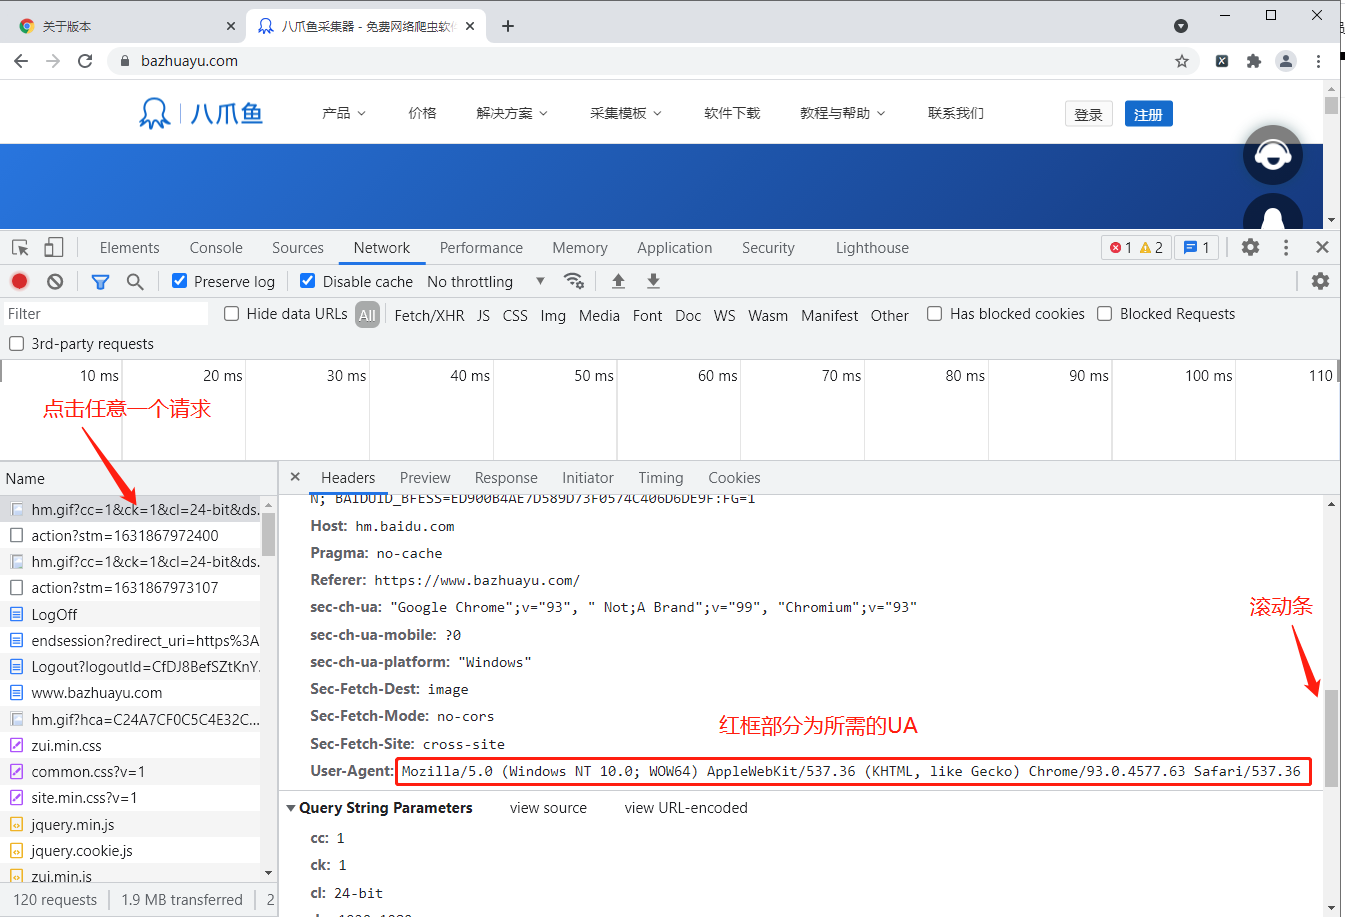 关于版本
八爪鱼采集器 - 免费网络爬虫软件
bazhuayu.com
八爪鱼
产品
价格
解决方案
采集模板
软件下载
教程与帮助
联系我们
登录
注册
Elements Console Sources Network Performance Memory Application Security Lighthouse
1 2 1
Preserve log Disable cache No throttling
Filter Hide data URLs All Fetch/XHR JS CSS Img Media Font Doc WS Wasm Manifest Other Has blocked cookies Blocked Requests
3rd-party requests
10 ms 20 ms 30 ms 40 ms 50 ms 60 ms 70 ms 80 ms 90 ms 100 ms 110
点击任意一个请求
Name
hm.gif?cc=1&ck=1&cl=24-bit&ds.
action?stm=1631867972400
hm.gif?cc=1&ck=1&cl=24-bit&ds.
action?stm=1631867973107
LogOff
endsession?redirect_uri=https%3A
Logout?logoutId=CfDJ8BefSZtKnY.
www.bazhuayu.com
hm.gif?hca=C24A7CF0C5C4E32C...
zui.min.css
common.css?v=1
site.min.css?v=1
jquery.min.js
jquery.cookie.js
zui.min.js
120 requests 1.9 MB transferred 2
Headers Preview Response Initiator Timing Cookies
N; BAIDUID_BFESS=ED900B4AE7D589D73F0574C406D6DE9F:FG=1
Host: hm.baidu.com
Pragma: no-cache
Referer: https://www.bazhuayu.com/
sec-ch-ua: "Google Chrome";v="93", " Not;A Brand";v="99", "Chromium";v="93"
sec-ch-ua-mobile: ?0
sec-ch-ua-platform: "Windows"
Sec-Fetch-Dest: image
Sec-Fetch-Mode: no-cors
Sec-Fetch-Site: cross-site
滚动条
红框部分为所需的UA
User-Agent: Mozilla/5.0 (Windows NT 10.0; WOW64) AppleWebKit/537.36 (KHTML, like Gecko) Chrome/93.0.4577.63 Safari/537.36
Query String Parameters view source view URL-encoded
cc: 1
ck: 1
cl: 24-bit